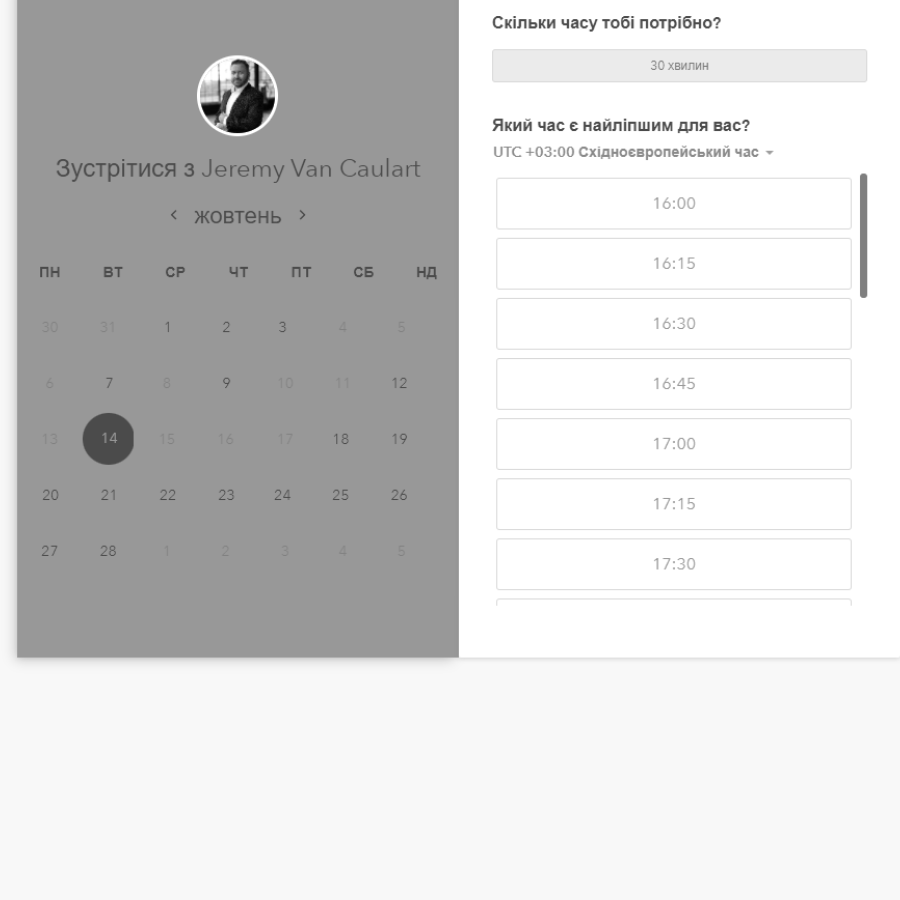 Зустрітися з Jeremy Van Caulart
жовтень
ПН ВТ СР ЧТ ПТ СБ НД
30 31 1 2 3 4 5
6 7 8 9 10 11 12
13 14 15 16 17 18 19
20 21 22 23 24 25 26
27 28 1 2 3 4 5
Скільки часу тобі потрібно?
30 хвилин
Який час є найліпшим для вас?
UTC +03:00 Східноєвропейський час
16:00
16:15
16:30
16:45
17:00
17:15
17:30